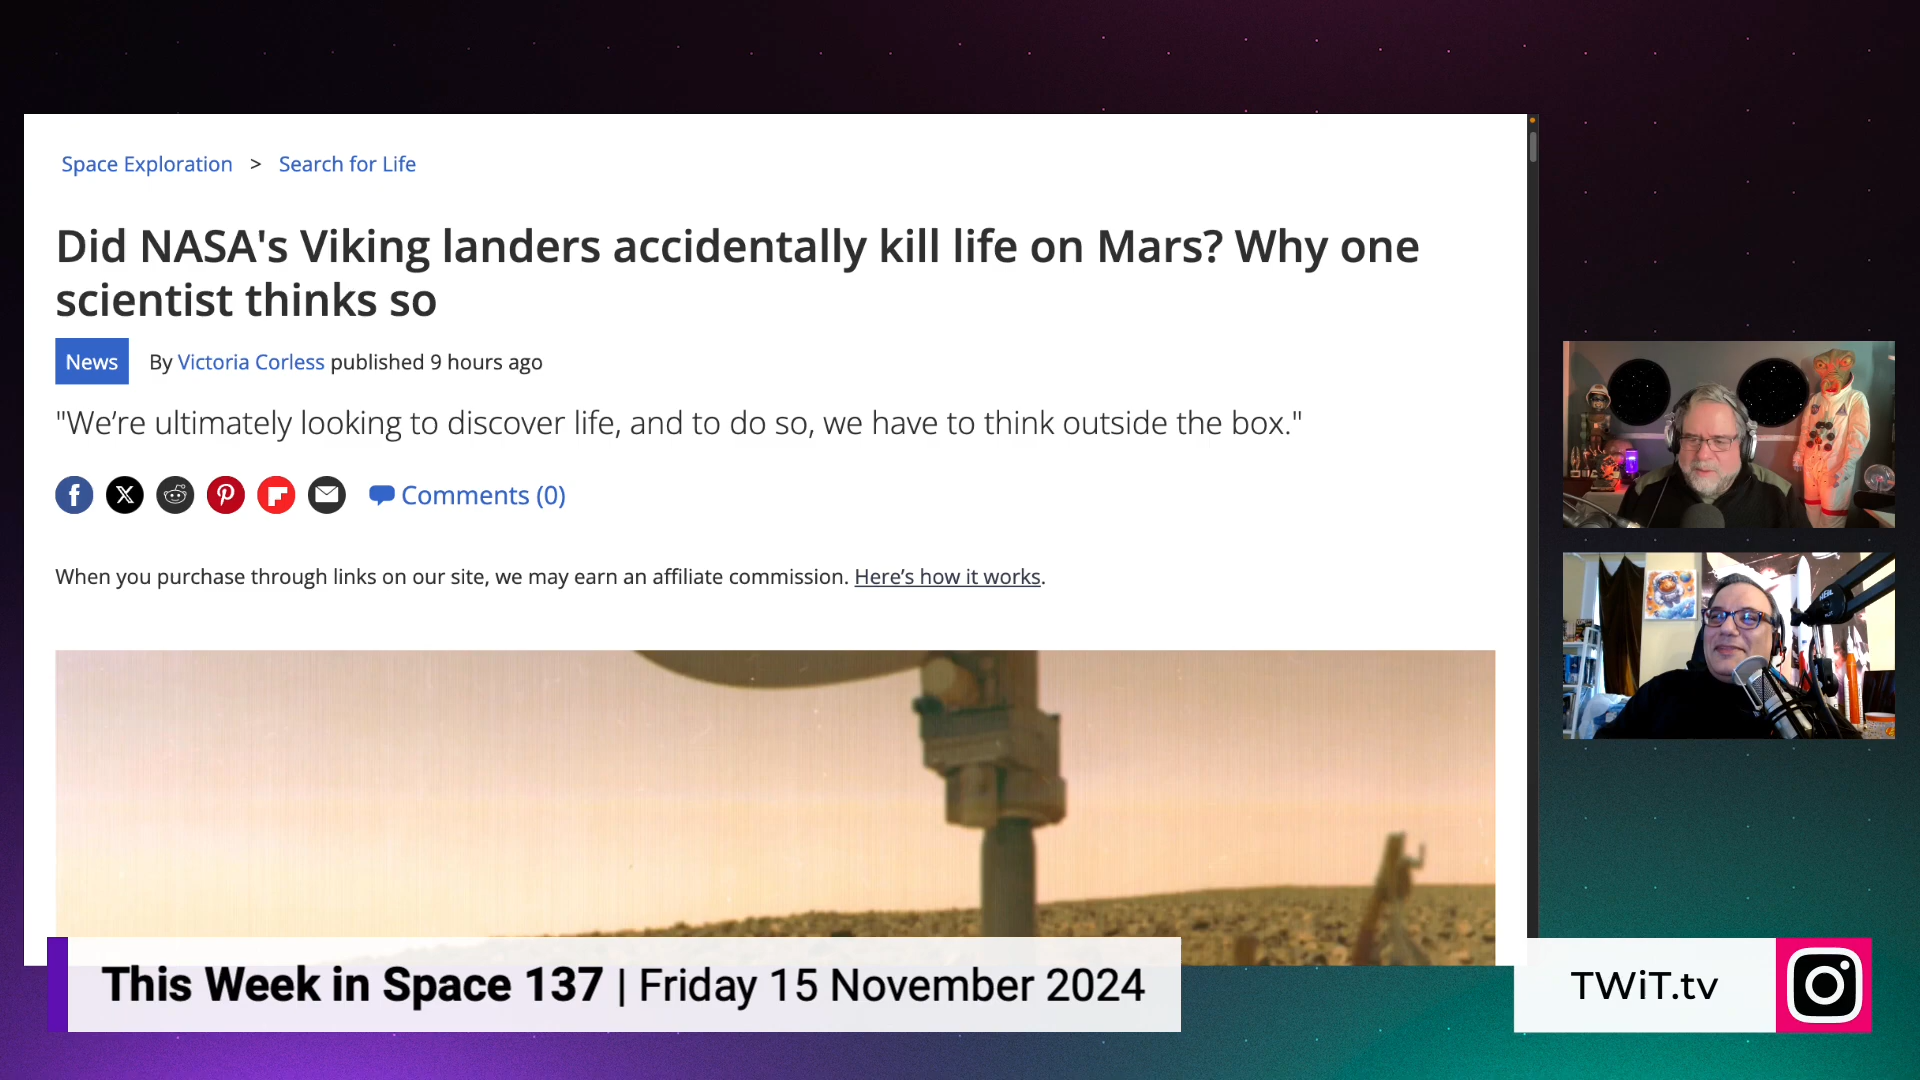 Space Exploration > Search for Life
Did NASA's Viking landers accidentally kill life on Mars? Why one
scientist thinks so
News By Victoria Corless published 9 hours ago
"We’re ultimately looking to discover life, and to do so, we have to think outside the box."
Comments (0)
When you purchase through links on our site, we may earn an affiliate commission. Here’s how it works.
This Week in Space 137 | Friday 15 November 2024
TWiT.tv